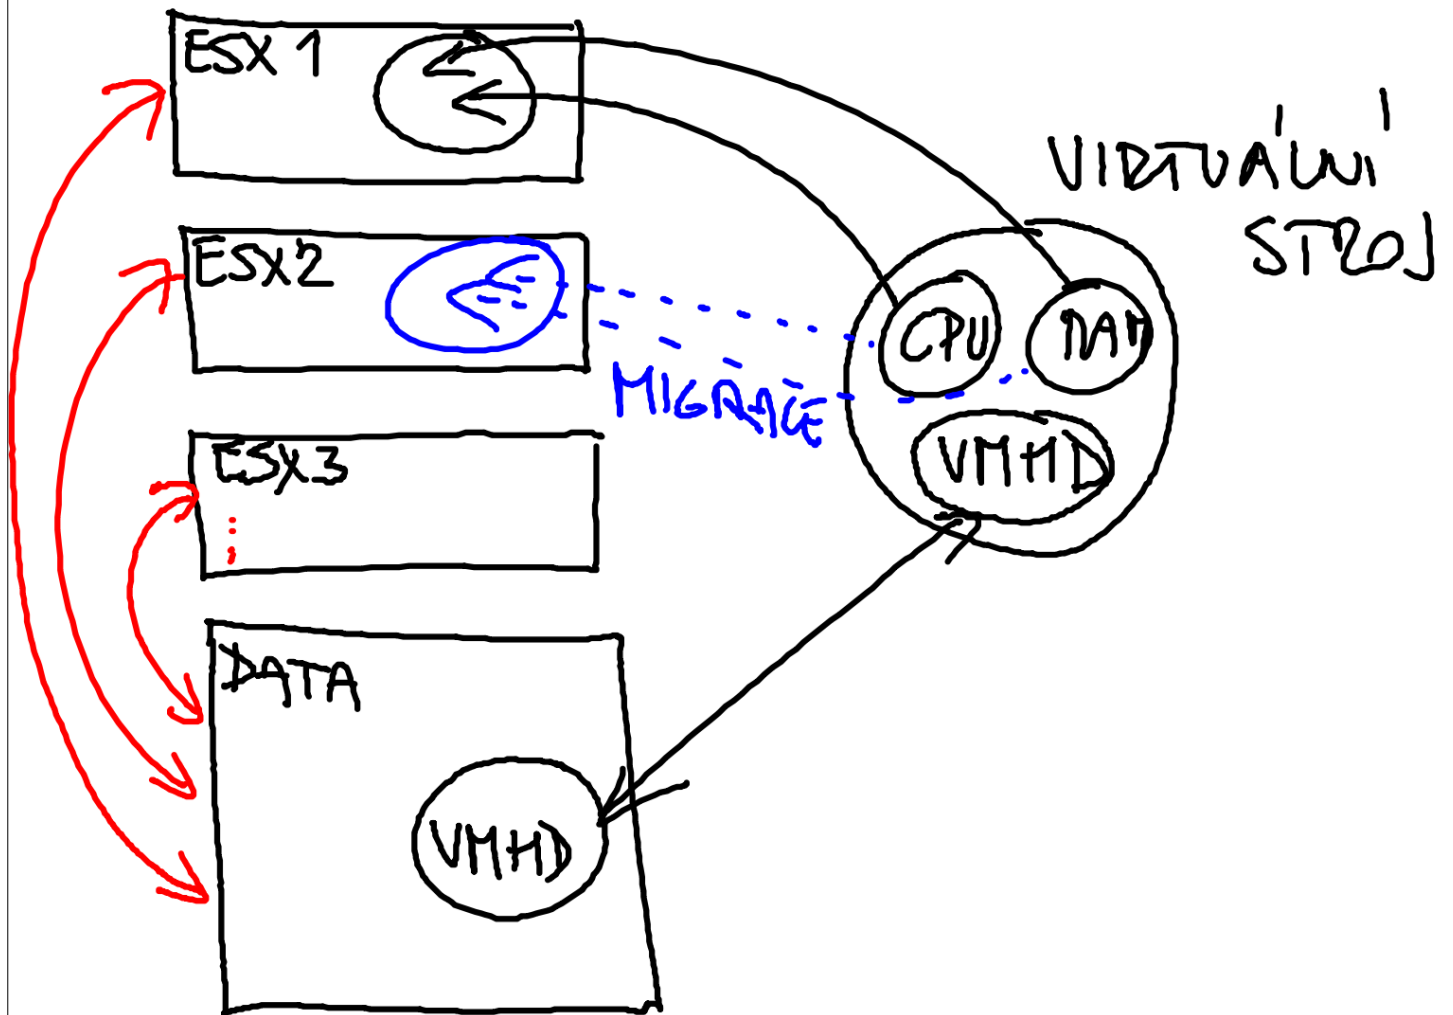 ESX 1
VIRTUÁLNÍ
STROJ
ESX2
CPU
RAM
MIGRACE
VMHD
ESX3
DATA
VMHD